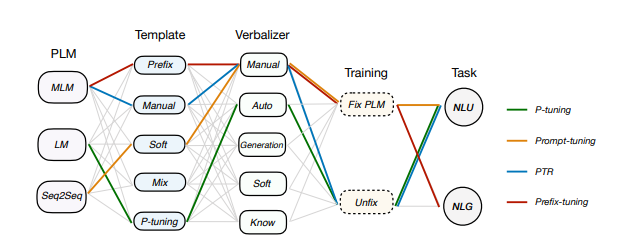 PLM
Template
Verbalizer
Training
Task
MLM
LM
Seq2Seq
Prefix
Manual
Soft
Mix
P-tuning
Manual
Auto
Generation
Soft
Know
Fix PLM
Unfix
NLU
NLG
P-tuning
Prompt-tuning
PTR
Prefix-tuning